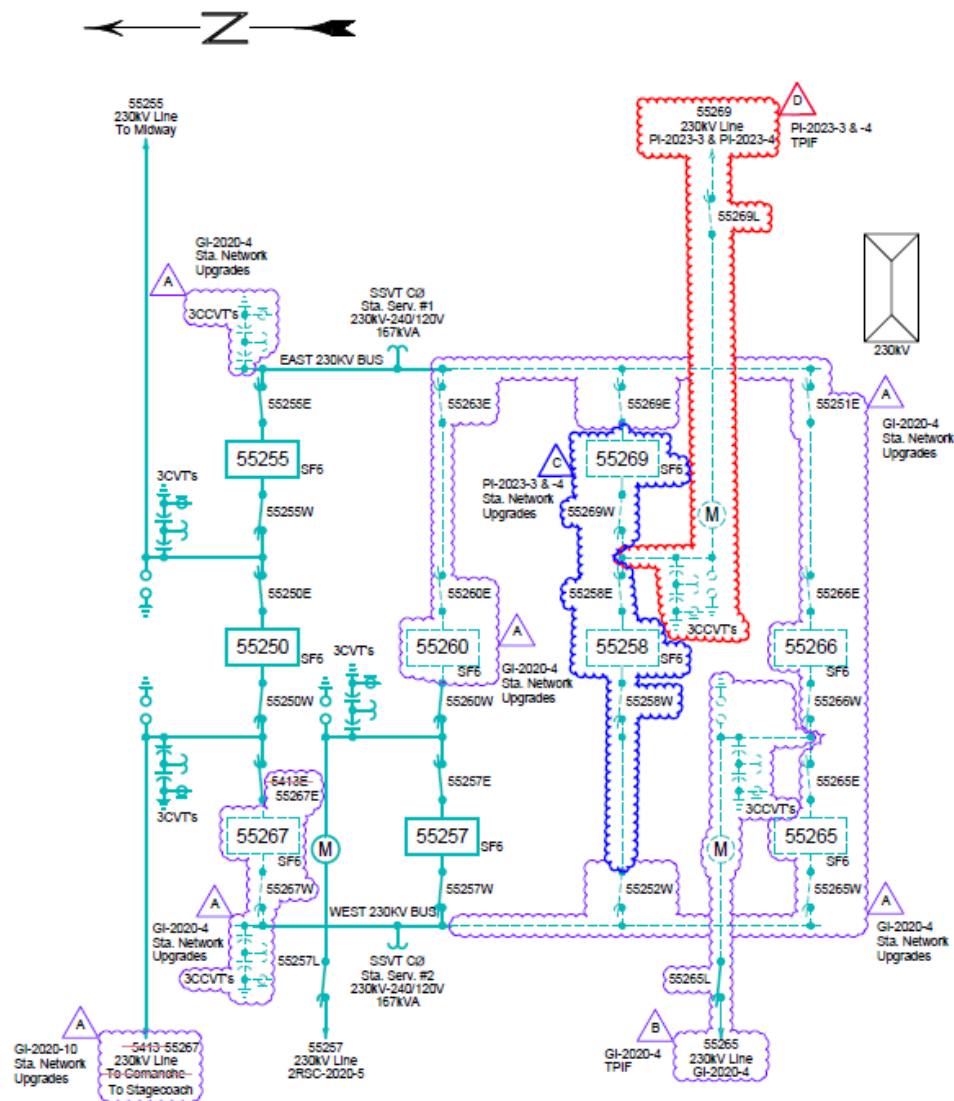 N
55255
230kV Line
To Midway
55269
230kV Line
PI-2023-3 & PI-2023-4
D
PI-2023-3 & -4
TPIF
55269L
GI-2020-4
Sta. Network
Upgrades
A
3CCVT's
SSVT CØ
Sta. Serv. #1
230kV-240/120V
167kVA
230kV
EAST 230KV BUS
55255E
55263E
55269E
55251E
A
GI-2020-4
Sta. Network
Upgrades
55255
SF6
C
PI-2023-3 & -4
Sta. Network
Upgrades
55269
SF6
3CVT's
55255W
55269W
M
55250E
55260E
55258E
55266E
3CCVT's
55250
SF6
3CVT's
55260
SF6
A
GI-2020-4
Sta. Network
Upgrades
55258
SF6
55266
SF6
55250W
55260W
55258W
55266W
3CVT's
5413E
55267E
55257E
55265E
3CCVT's
55267
SF6
M
55257
SF6
M
55265
SF6
55267W
55257W
55252W
55265W
A
GI-2020-4
Sta. Network
Upgrades
3CCVT's
WEST 230KV BUS
A
GI-2020-4
Sta. Network
Upgrades
55257L
SSVT CØ
Sta. Serv. #2
230kV-240/120V
167kVA
55265L
A
GI-2020-10
Sta. Network
Upgrades
5413 55267
230kV Line
To Comanche
To Stagecoach
55257
230kV Line
2RSC-2020-5
B
GI-2020-4
TPIF
55265
230kV Line
GI-2020-4